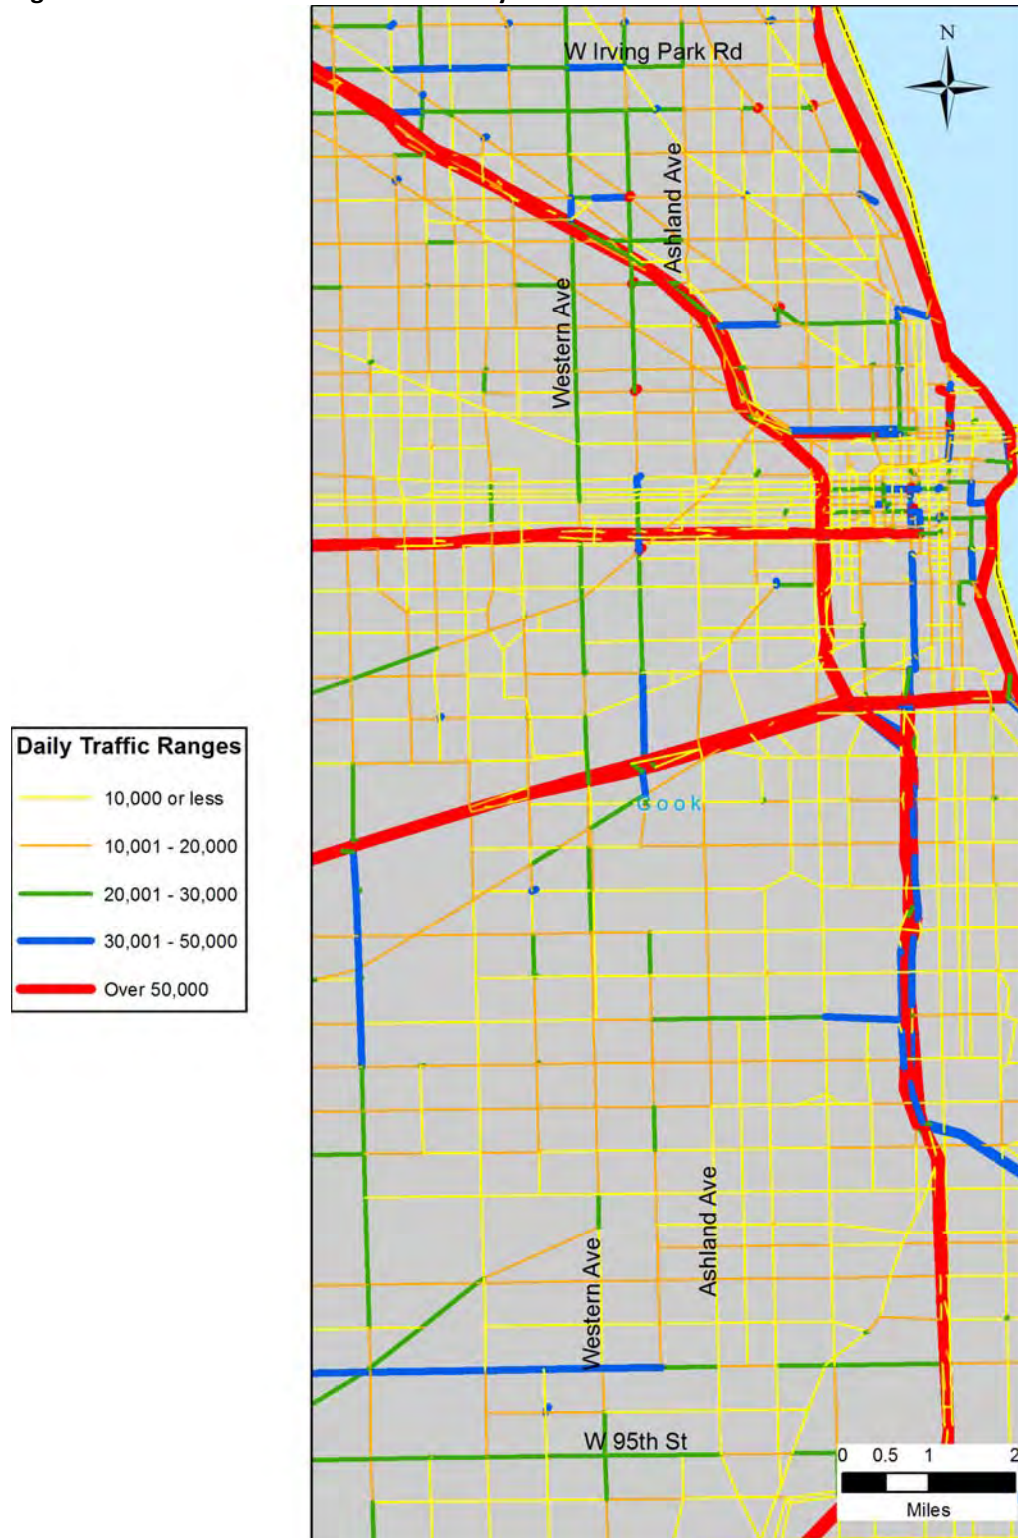 N
W Irving Park Rd
Ashland Ave
Western Ave
Daily Traffic Ranges
10,000 or less
10,001 - 20,000
20,001 - 30,000
30,001 - 50,000
Over 50,000
Cook
Ashland Ave
Western Ave
W 95th St
0 0.5 1 2
Miles